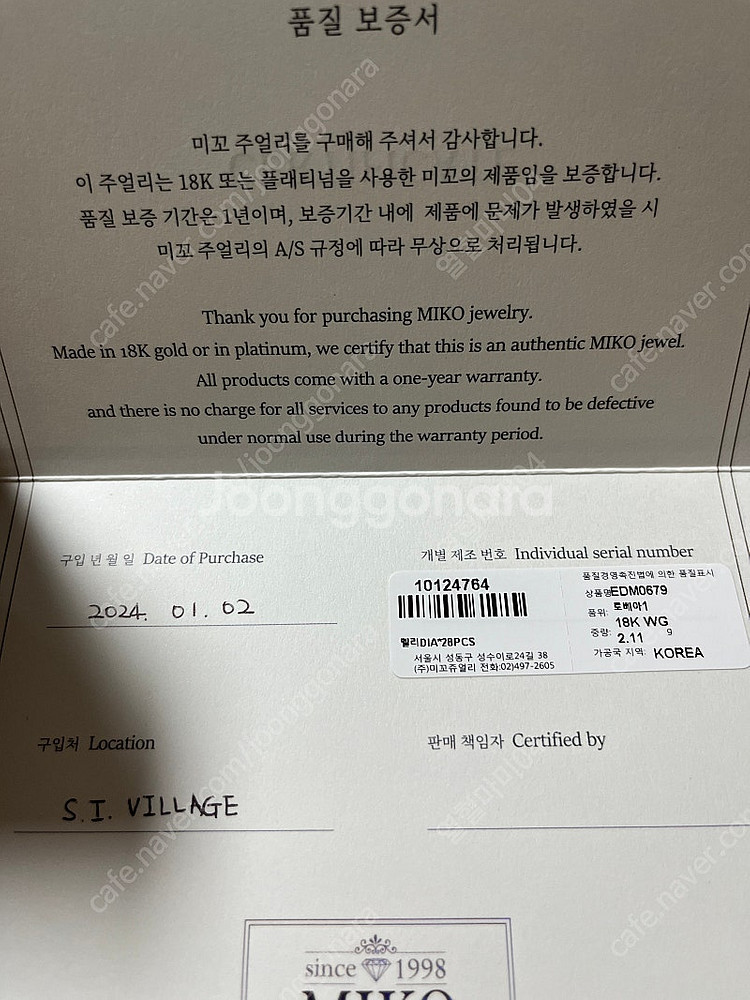 품질 보증서
미꼬 주얼리를 구매해 주셔서 감사합니다.
이 주얼리는 18K 또는 플래티넘을 사용한 미꼬의 제품임을 보증합니다.
품질 보증 기간은 1년이며, 보증기간 내에 제품에 문제가 발생하였을 시
미꼬 주얼리의 A/S 규정에 따라 무상으로 처리됩니다.
Thank you for purchasing MIKO jewelry.
Made in 18K gold or in platinum, we certify that this is an authentic MIKO jewel.
All products come with a one-year warranty.
and there is no charge for all services to any products found to be defective
under normal use during the warranty period.
Joonggonara
구입 년 월 일 Date of Purchase
2024. 01. 02
개별 제조 번호 Individual serial number
10124764
멜리DIA*28PCS
서울시 성동구 성수이로24길 38
(주)미꼬쥬얼리 전화:02)497-2605
품질경영촉진법에 의한 품질표시
상품명EDM0679
로베아1
품위: 18K WG
중량: 2.11 g
가공국 지역: KOREA
구입처 Location
S.I. VILLAGE
판매 책임자 Certified by
since 1998
MIKO